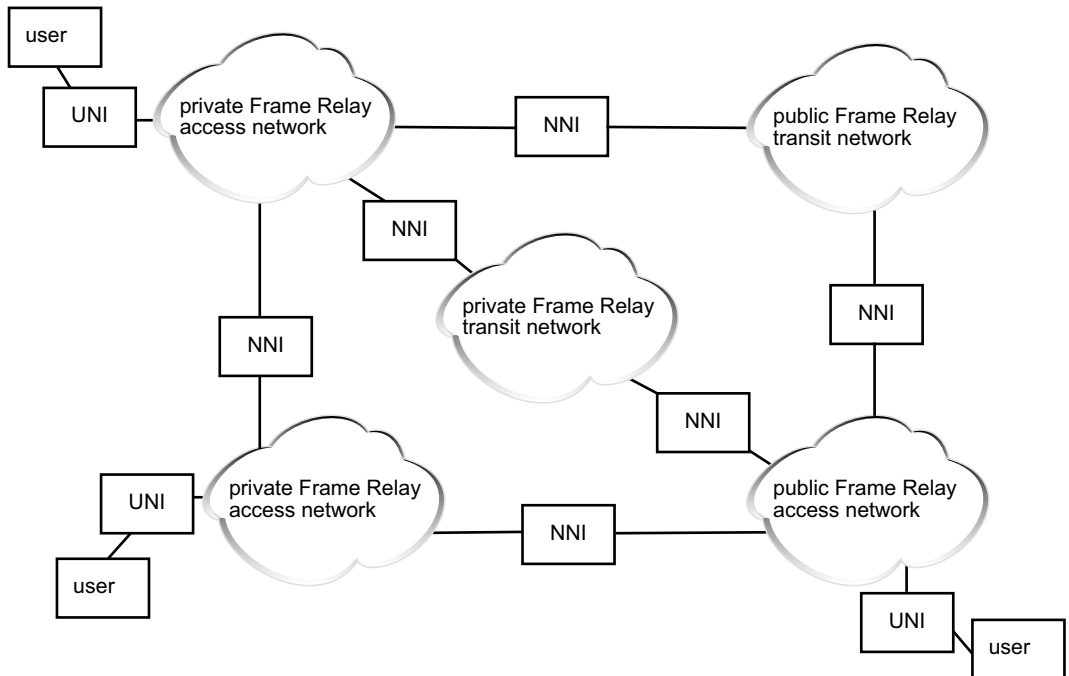 user
UNI
private Frame Relay
access network
NNI
public Frame Relay
transit network
NNI
private Frame Relay
transit network
NNI
NNI
NNI
private Frame Relay
access network
public Frame Relay
access network
UNI
NNI
user
UNI
user